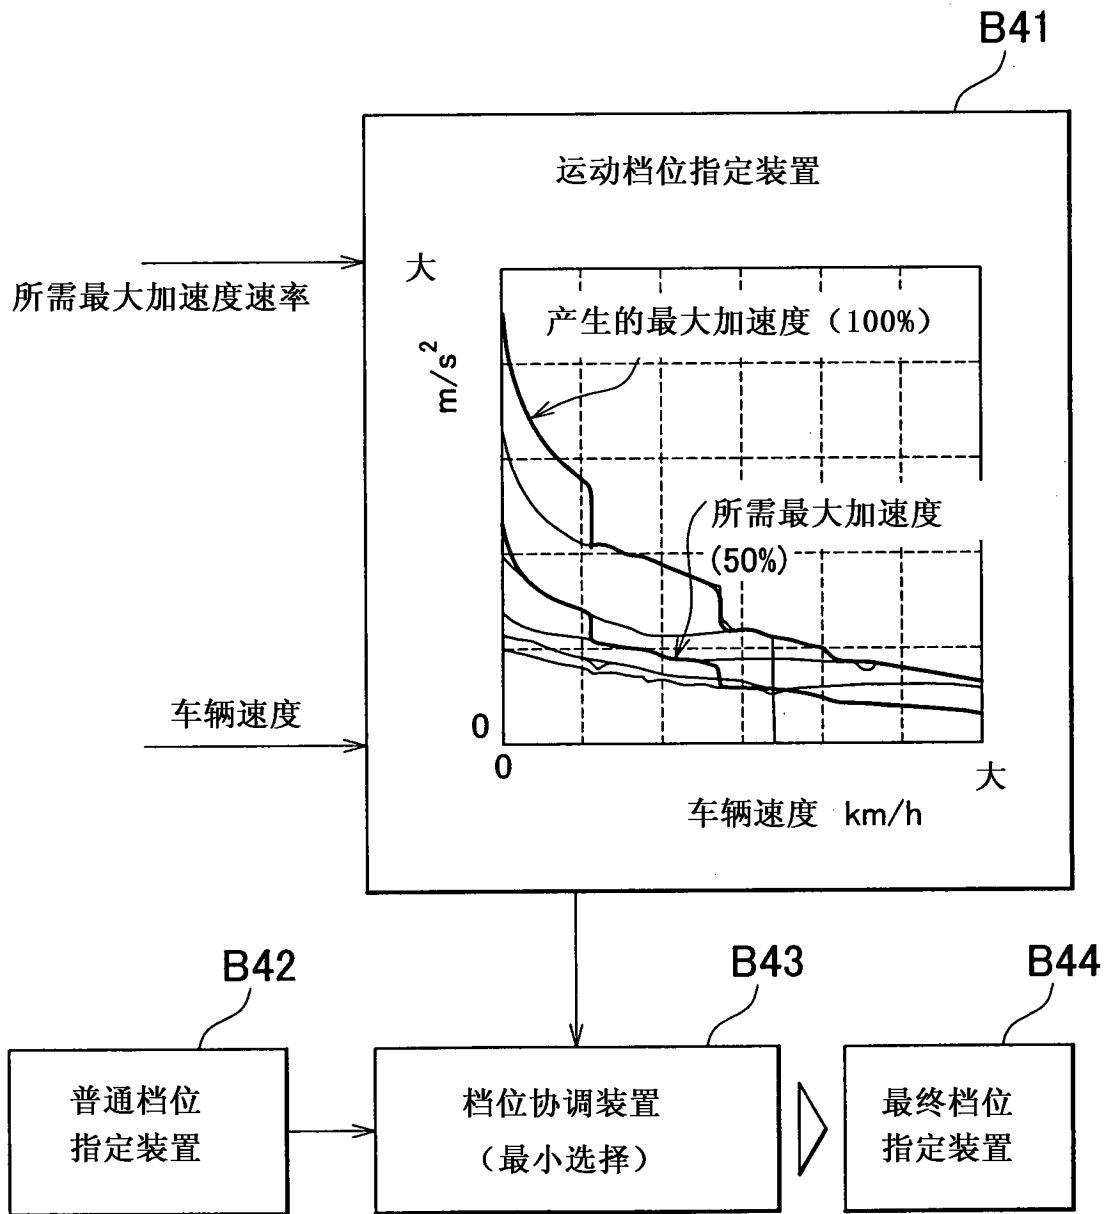 B41
运动档位指定装置
所需最大加速度速率
大
产生的最大加速度（100%）
m/s²
所需最大加速度
(50%)
车辆速度
0
0
大
车辆速度 km/h
B42
B43
B44
普通档位
指定装置
档位协调装置
（最小选择）
最终档位
指定装置